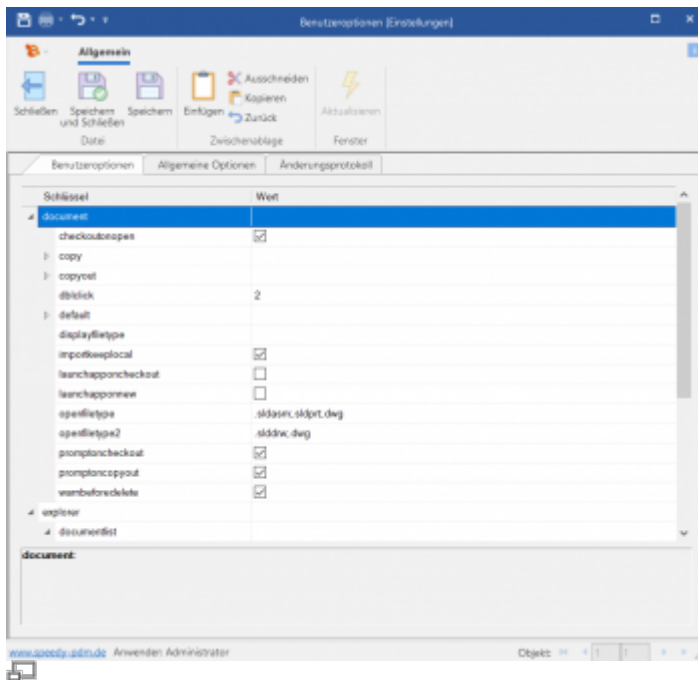 Benutzeroptionen [Einstellungen]
Allgemein
Schließen
Speichern und Schließen
Speichern
Datei
Einfügen
Ausschneiden
Kopieren
Zurück
Zwischenablage
Aktualisieren
Fenster
Benutzeroptionen Allgemeine Optionen Änderungsprotokoll
Schlüssel Wert
document
checkoutonopen
copy
copyout
dblclick 2
default
displayfiletype
importkeeplocal
launchapponcheckout
launchapponnew
openfiletype .sldasm;.sldprt;.dwg
openfiletype2 .slddrw;.dwg
promptoncheckout
promptoncopyout
warnbeforedelete
explorer
documentlist
document:
www.speedy-pdm.de Anwender: Administrator Objekt: 1 1